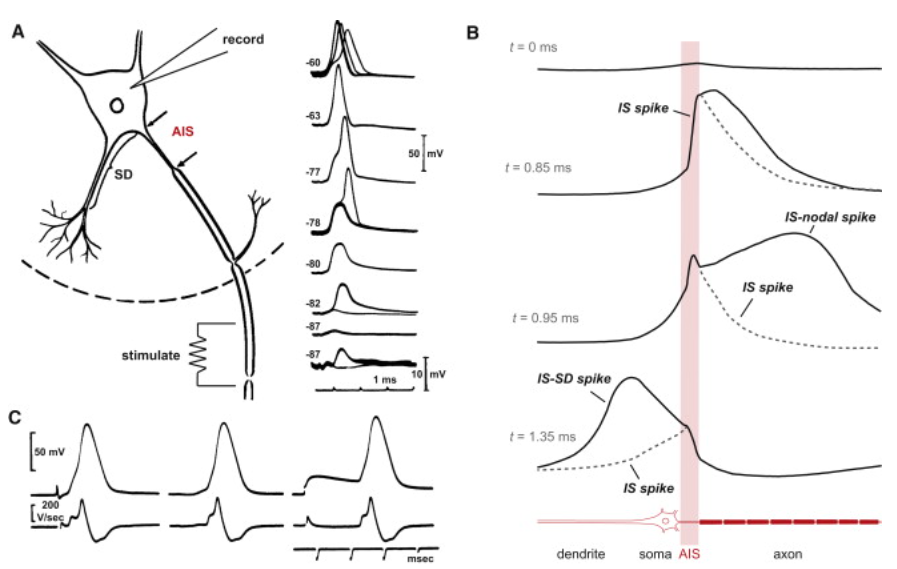 A
record
AIS
SD
stimulate
-60
-63
50 mV
-77
-78
-80
-82
-87
-87
10 mV
1 ms
B
t = 0 ms
IS spike
t = 0.85 ms
IS-nodal spike
IS spike
t = 0.95 ms
IS-SD spike
t = 1.35 ms
IS spike
dendrite soma AIS axon
C
50 mV
200
V/sec
msec